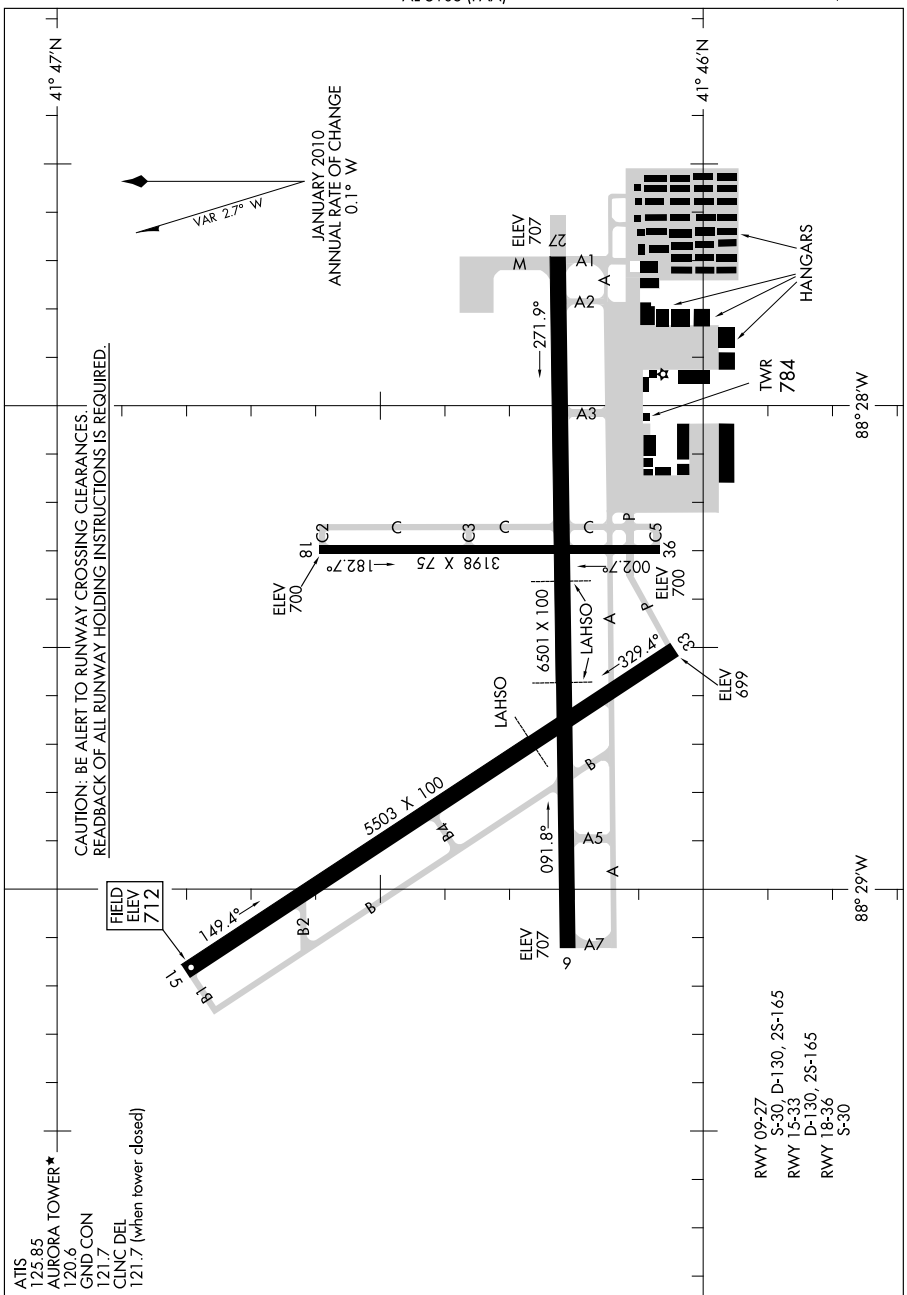 AL-5106 (FAA)
ATIS
125.85
AURORA TOWER★
120.6
GND CON
121.7
CLNC DEL
121.7 (when tower closed)
CAUTION: BE ALERT TO RUNWAY CROSSING CLEARANCES.
READBACK OF ALL RUNWAY HOLDING INSTRUCTIONS IS REQUIRED.
JANUARY 2010
ANNUAL RATE OF CHANGE
0.1° W
VAR 2.7° W
41° 47'N
41° 46'N
88° 29'W
88° 28'W
FIELD
ELEV
712
15
149.4°
5503 X 100
B1
B2
B
B4
B
LAHSO
329.4°
33
ELEV
699
ELEV
707
9
091.8°
6501 X 100
LAHSO
271.9°
27
ELEV
707
A7
A5
A
A
A3
A2
A
A1
W
ELEV
700
18
182.7°
3198 X 75
002.7°
36
ELEV
700
C2
C
C3
C
C
C5
P
P
TWR
784
HANGARS
RWY 09-27
S-30, D-130, 2S-165
RWY 15-33
D-130, 2S-165
RWY 18-36
S-30